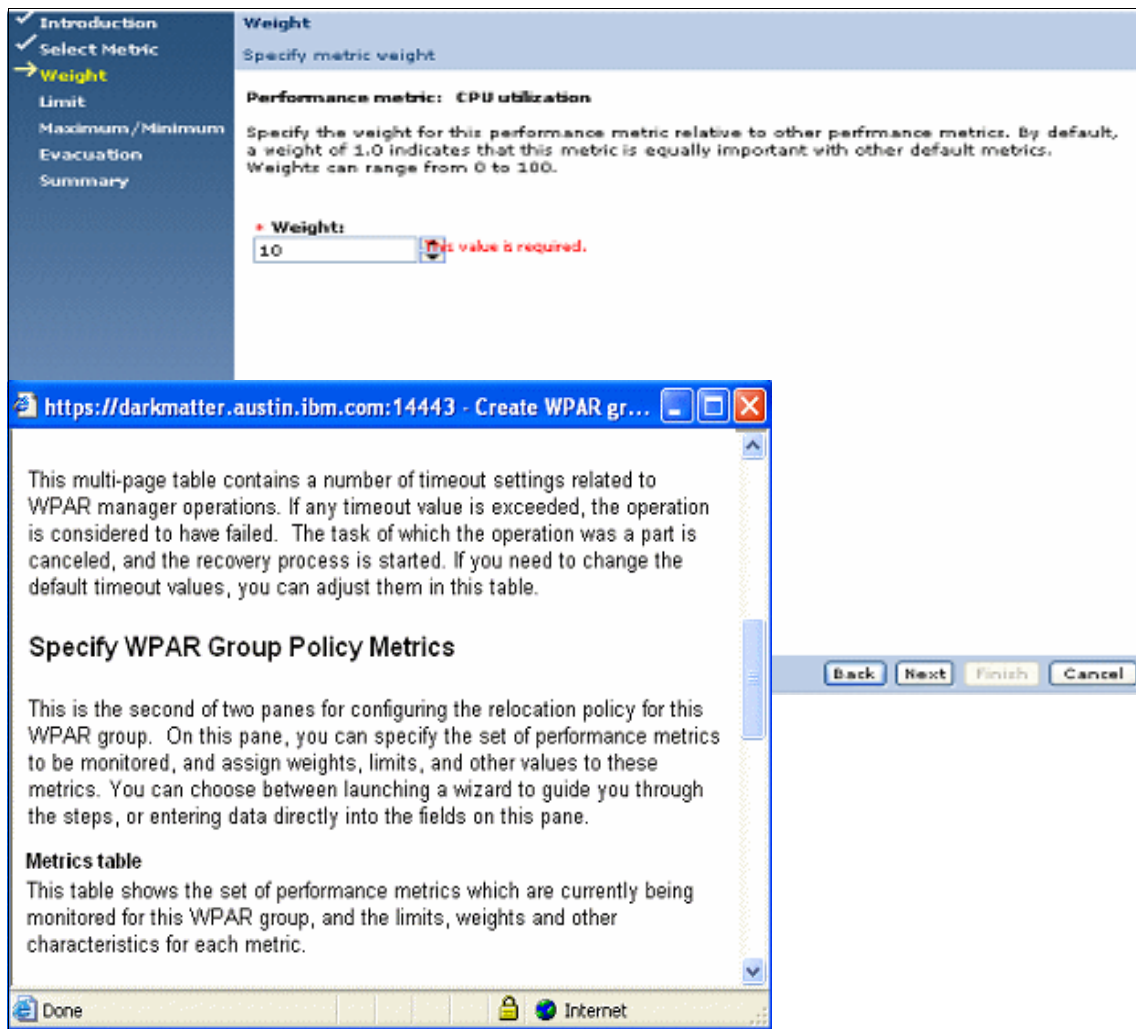 Introduction
Select Metric
Weight
Limit
Maximum/Minimum
Evacuation
Summary
Weight
Specify metric weight
Performance metric: CPU utilization
Specify the weight for this performance metric relative to other perfrmance metrics. By default,
a weight of 1.0 indicates that this metric is equally important with other default metrics.
Weights can range from 0 to 100.
* Weight:
10
This value is required.
Back Next Finish Cancel
https://darkmatter.austin.ibm.com:14443 - Create WPAR gr...
This multi-page table contains a number of timeout settings related to
WPAR manager operations. If any timeout value is exceeded, the operation
is considered to have failed. The task of which the operation was a part is
canceled, and the recovery process is started. If you need to change the
default timeout values, you can adjust them in this table.
Specify WPAR Group Policy Metrics
This is the second of two panes for configuring the relocation policy for this
WPAR group. On this pane, you can specify the set of performance metrics
to be monitored, and assign weights, limits, and other values to these
metrics. You can choose between launching a wizard to guide you through
the steps, or entering data directly into the fields on this pane.
Metrics table
This table shows the set of performance metrics which are currently being
monitored for this WPAR group, and the limits, weights and other
characteristics for each metric.
Done
Internet